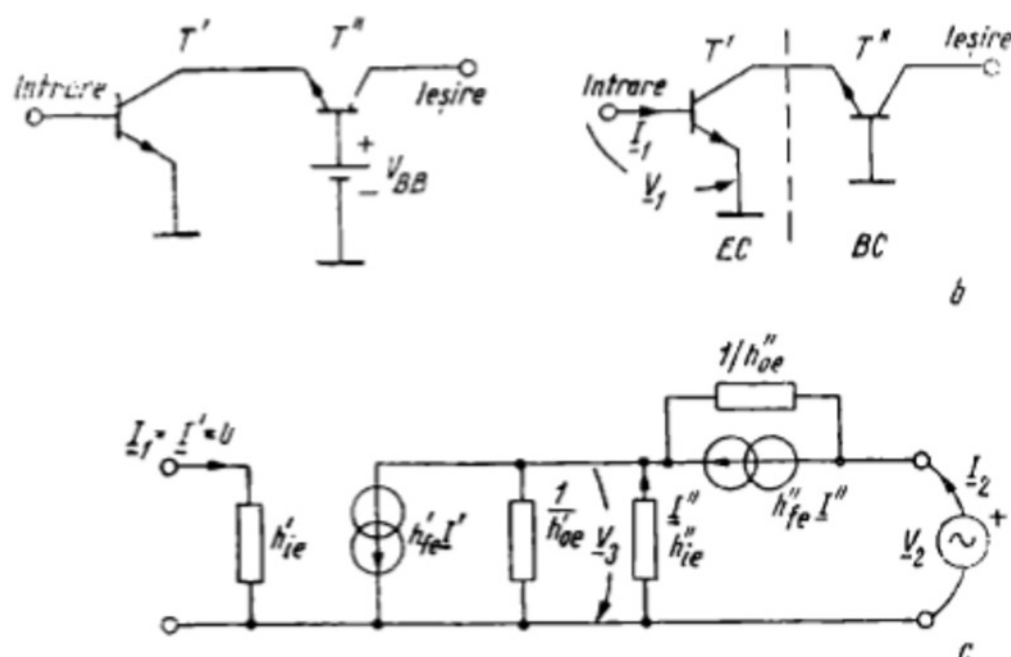 T' T"
Intrare
Ieșire
+
V_BB
−
T' T"
Ieșire
Intrare
I_1
V_1
EC BC
b
1/h"_oe
I_1 = I' = 0
h'_ie
h'_fe I'
1/h'_oe
V_3
I"
h"_ie
h"_fe I"
I_2
+
V_2
c